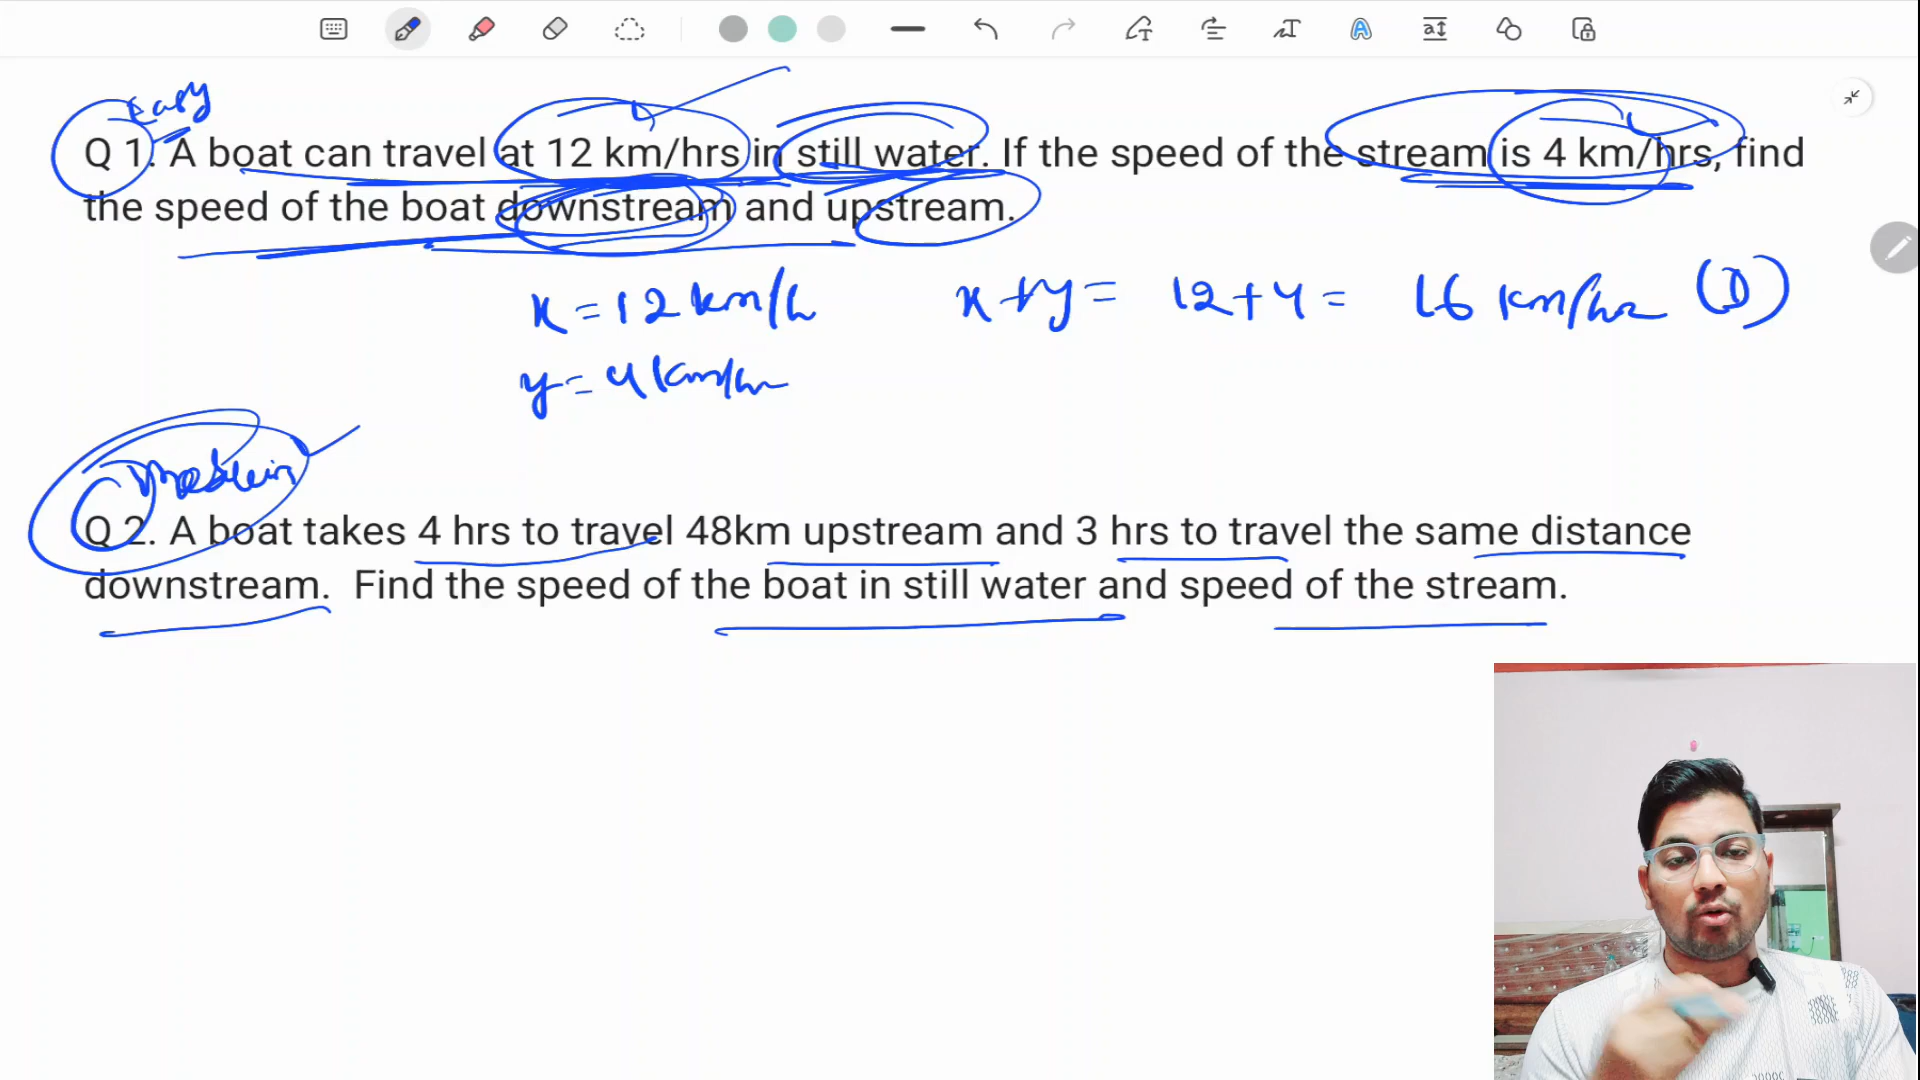 Easy
Q 1. A boat can travel at 12 km/hrs in still water. If the speed of the stream is 4 km/hrs, find
the speed of the boat downstream and upstream.
x = 12 km/h x+y = 12+4 = 16 km/hr (D)
y = 4 km/hr
Q 2. A boat takes 4 hrs to travel 48km upstream and 3 hrs to travel the same distance
downstream. Find the speed of the boat in still water and speed of the stream.